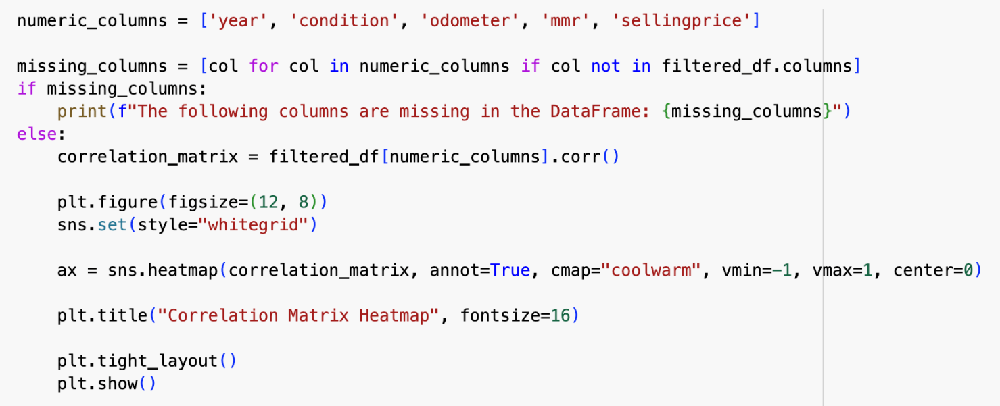 numeric_columns = ['year', 'condition', 'odometer', 'mmr', 'sellingprice']

missing_columns = [col for col in numeric_columns if col not in filtered_df.columns]
if missing_columns:
    print(f"The following columns are missing in the DataFrame: {missing_columns}")
else:
    correlation_matrix = filtered_df[numeric_columns].corr()

    plt.figure(figsize=(12, 8))
    sns.set(style="whitegrid")

    ax = sns.heatmap(correlation_matrix, annot=True, cmap="coolwarm", vmin=-1, vmax=1, center=0)

    plt.title("Correlation Matrix Heatmap", fontsize=16)

    plt.tight_layout()
    plt.show()